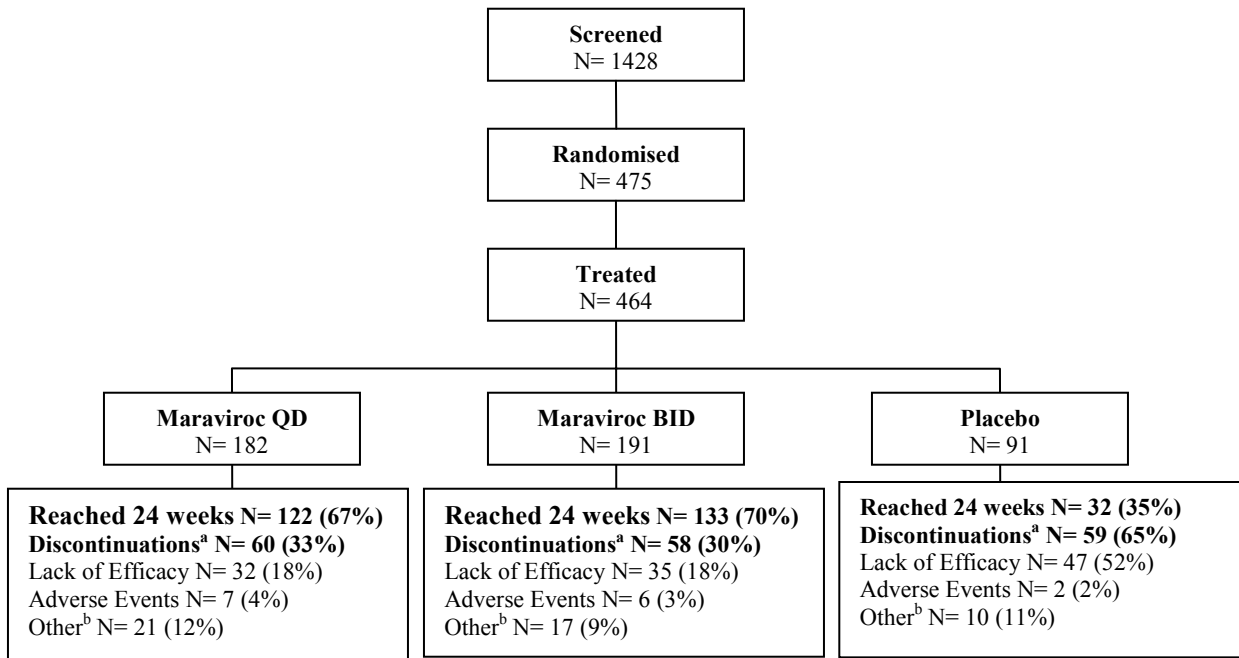 Screened
N= 1428
Randomised
N= 475
Treated
N= 464
Maraviroc QD
N= 182
Maraviroc BID
N= 191
Placebo
N= 91
Reached 24 weeks N= 122 (67%)
Discontinuationsᵃ N= 60 (33%)
Lack of Efficacy N= 32 (18%)
Adverse Events N= 7 (4%)
Otherᵇ N= 21 (12%)
Reached 24 weeks N= 133 (70%)
Discontinuationsᵃ N= 58 (30%)
Lack of Efficacy N= 35 (18%)
Adverse Events N= 6 (3%)
Otherᵇ N= 17 (9%)
Reached 24 weeks N= 32 (35%)
Discontinuationsᵃ N= 59 (65%)
Lack of Efficacy N= 47 (52%)
Adverse Events N= 2 (2%)
Otherᵇ N= 10 (11%)